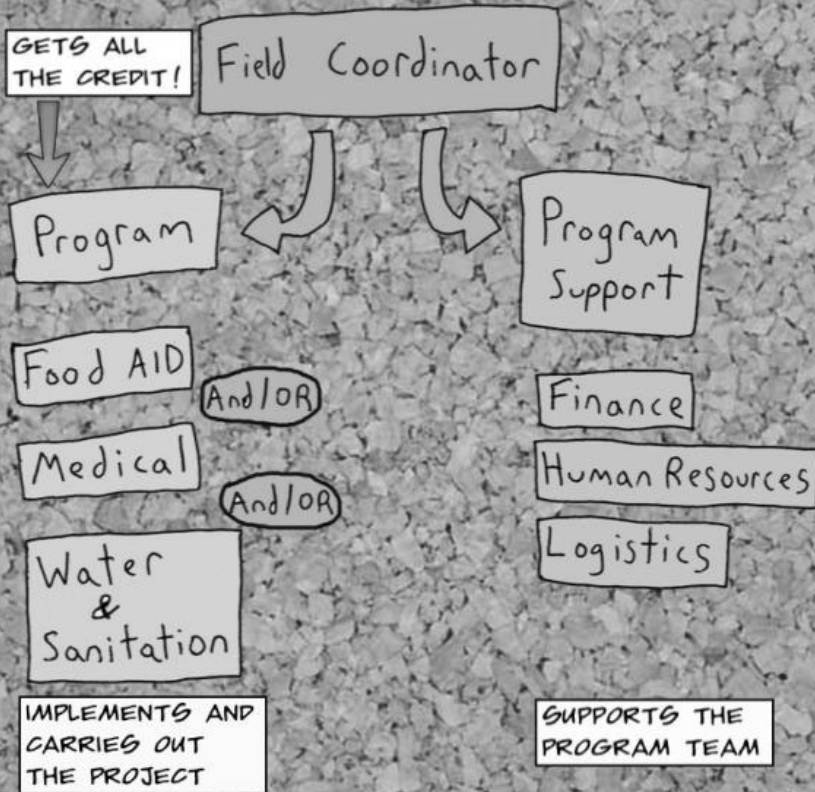 GETS ALL
THE CREDIT!
Field Coordinator
Program
Program
Support
Food AID
And/OR
Medical
And/OR
Water
&
Sanitation
Finance
Human Resources
Logistics
IMPLEMENTS AND
CARRIES OUT
THE PROJECT
SUPPORTS THE
PROGRAM TEAM